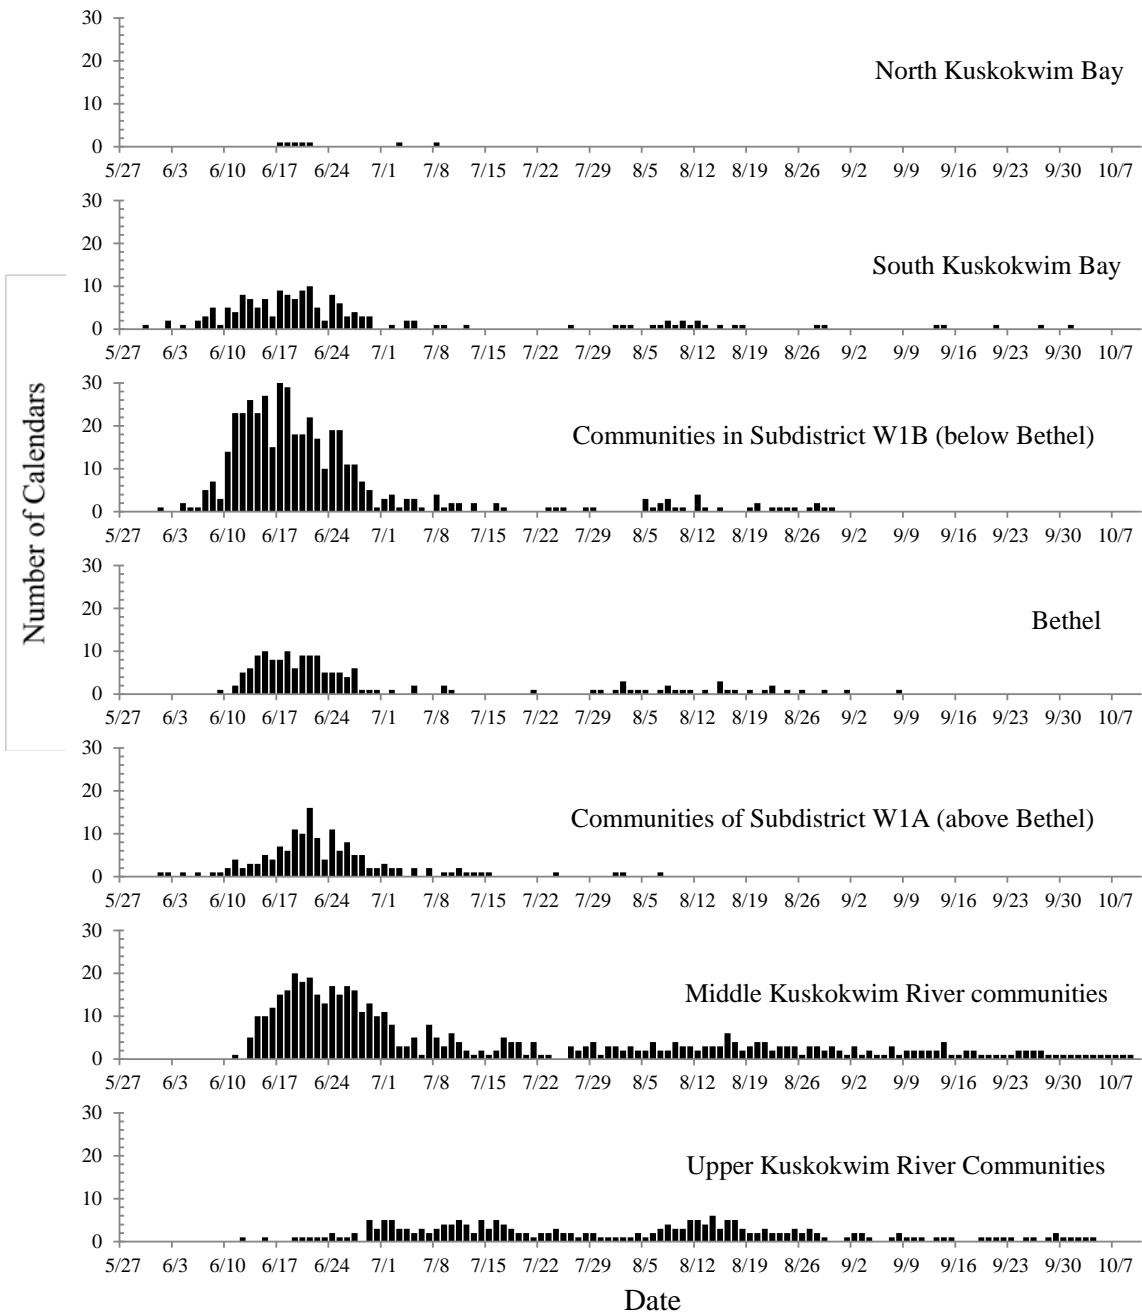 Number of Calendars
30
20
10
0
North Kuskokwim Bay
5/27 6/3 6/10 6/17 6/24 7/1 7/8 7/15 7/22 7/29 8/5 8/12 8/19 8/26 9/2 9/9 9/16 9/23 9/30 10/7
30
20
10
0
South Kuskokwim Bay
5/27 6/3 6/10 6/17 6/24 7/1 7/8 7/15 7/22 7/29 8/5 8/12 8/19 8/26 9/2 9/9 9/16 9/23 9/30 10/7
30
20
10
0
Communities in Subdistrict W1B (below Bethel)
5/27 6/3 6/10 6/17 6/24 7/1 7/8 7/15 7/22 7/29 8/5 8/12 8/19 8/26 9/2 9/9 9/16 9/23 9/30 10/7
30
20
10
0
Bethel
5/27 6/3 6/10 6/17 6/24 7/1 7/8 7/15 7/22 7/29 8/5 8/12 8/19 8/26 9/2 9/9 9/16 9/23 9/30 10/7
30
20
10
0
Communities of Subdistrict W1A (above Bethel)
5/27 6/3 6/10 6/17 6/24 7/1 7/8 7/15 7/22 7/29 8/5 8/12 8/19 8/26 9/2 9/9 9/16 9/23 9/30 10/7
30
20
10
0
Middle Kuskokwim River communities
5/27 6/3 6/10 6/17 6/24 7/1 7/8 7/15 7/22 7/29 8/5 8/12 8/19 8/26 9/2 9/9 9/16 9/23 9/30 10/7
30
20
10
0
Upper Kuskokwim River Communities
5/27 6/3 6/10 6/17 6/24 7/1 7/8 7/15 7/22 7/29 8/5 8/12 8/19 8/26 9/2 9/9 9/16 9/23 9/30 10/7
Date